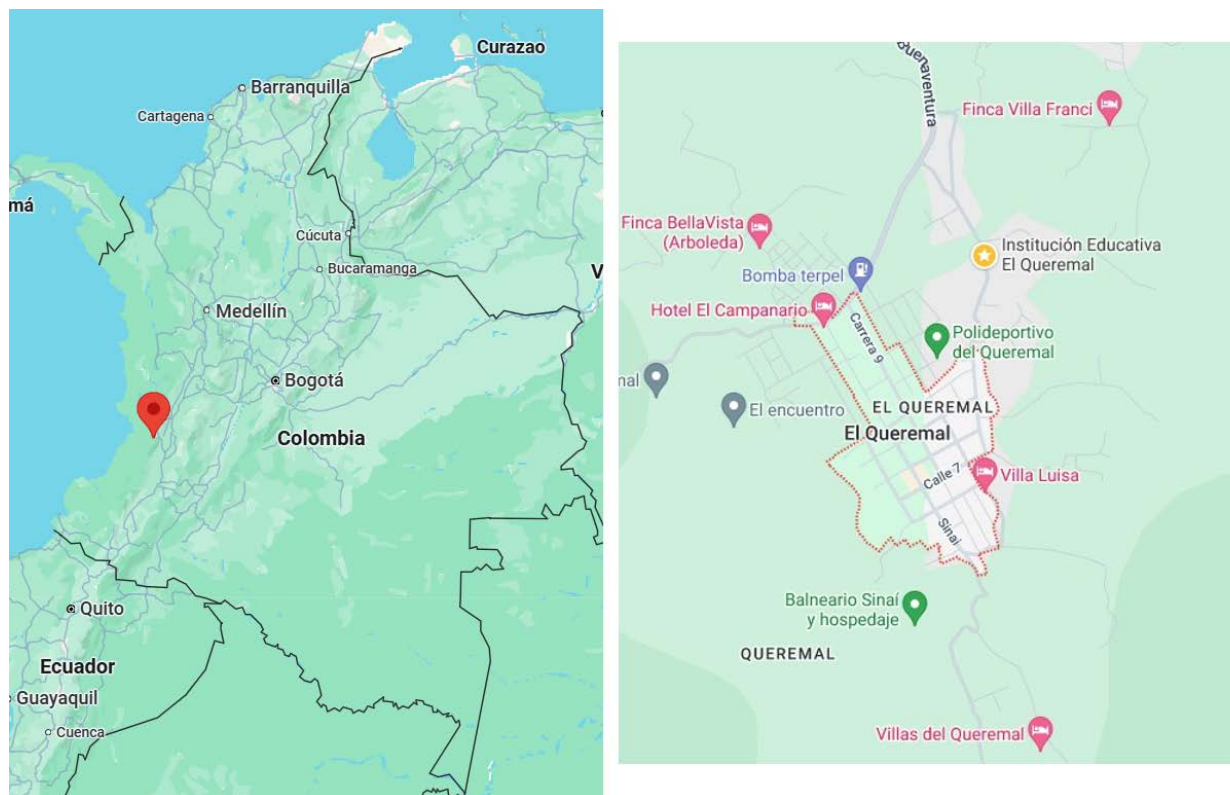 Curazao
Barranquilla
Cartagena
má
Cúcuta
Bucaramanga
V
Medellín
Bogotá
Colombia
Quito
Ecuador
Guayaquil
Cuenca
Buenaventura
Finca Villa Franci
Finca BellaVista
(Arboleda)
Institución Educativa
El Queremal
Bomba terpel
Hotel El Campanario
Carrera 9
Polideportivo
del Queremal
nal
El encuentro
EL QUEREMAL
El Queremal
Calle 7
Villa Luisa
Sinaí
Balneario Sinaí
y hospedaje
QUEREMAL
Villas del Queremal